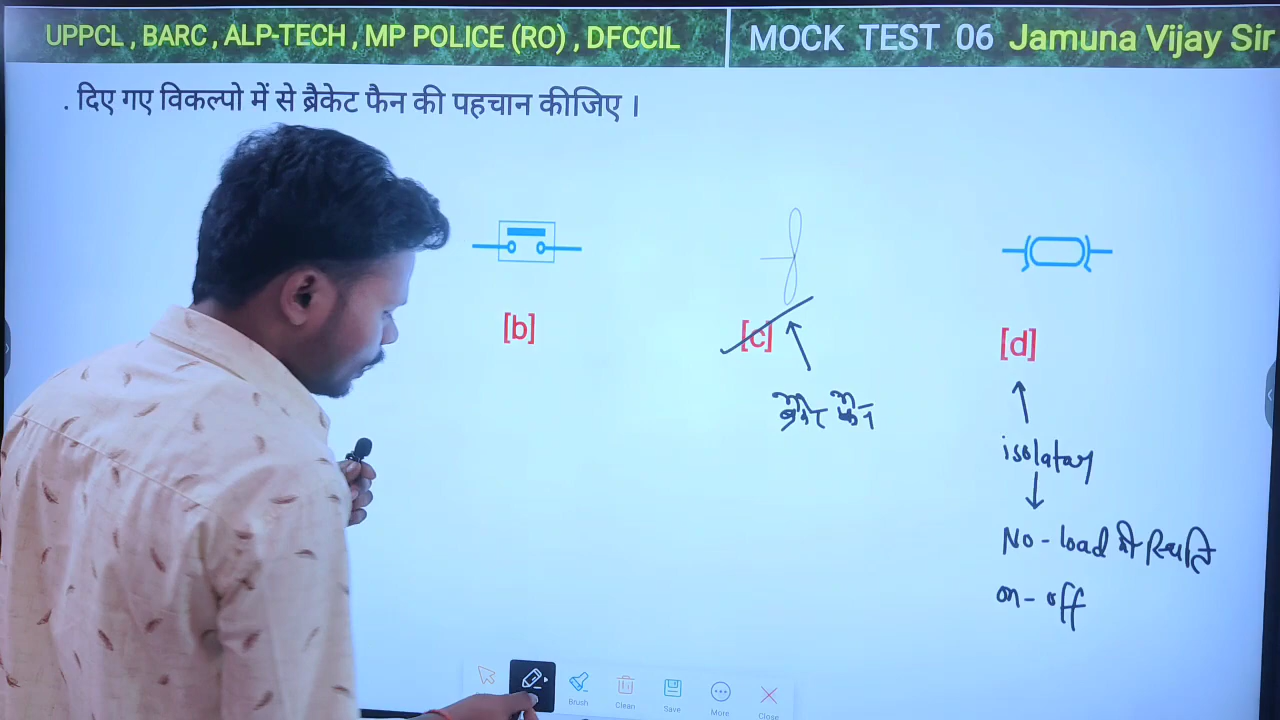 UPPCL , BARC , ALP-TECH , MP POLICE (RO) , DFCCIL
MOCK TEST 06 Jamuna Vijay Sir
. दिए गए विकल्पो में से ब्रैकेट फैन की पहचान कीजिए ।
[b]
[c]
[d]
isolator
No-load की स्थिति
on-off
Brush
Clean
Save
More
Close